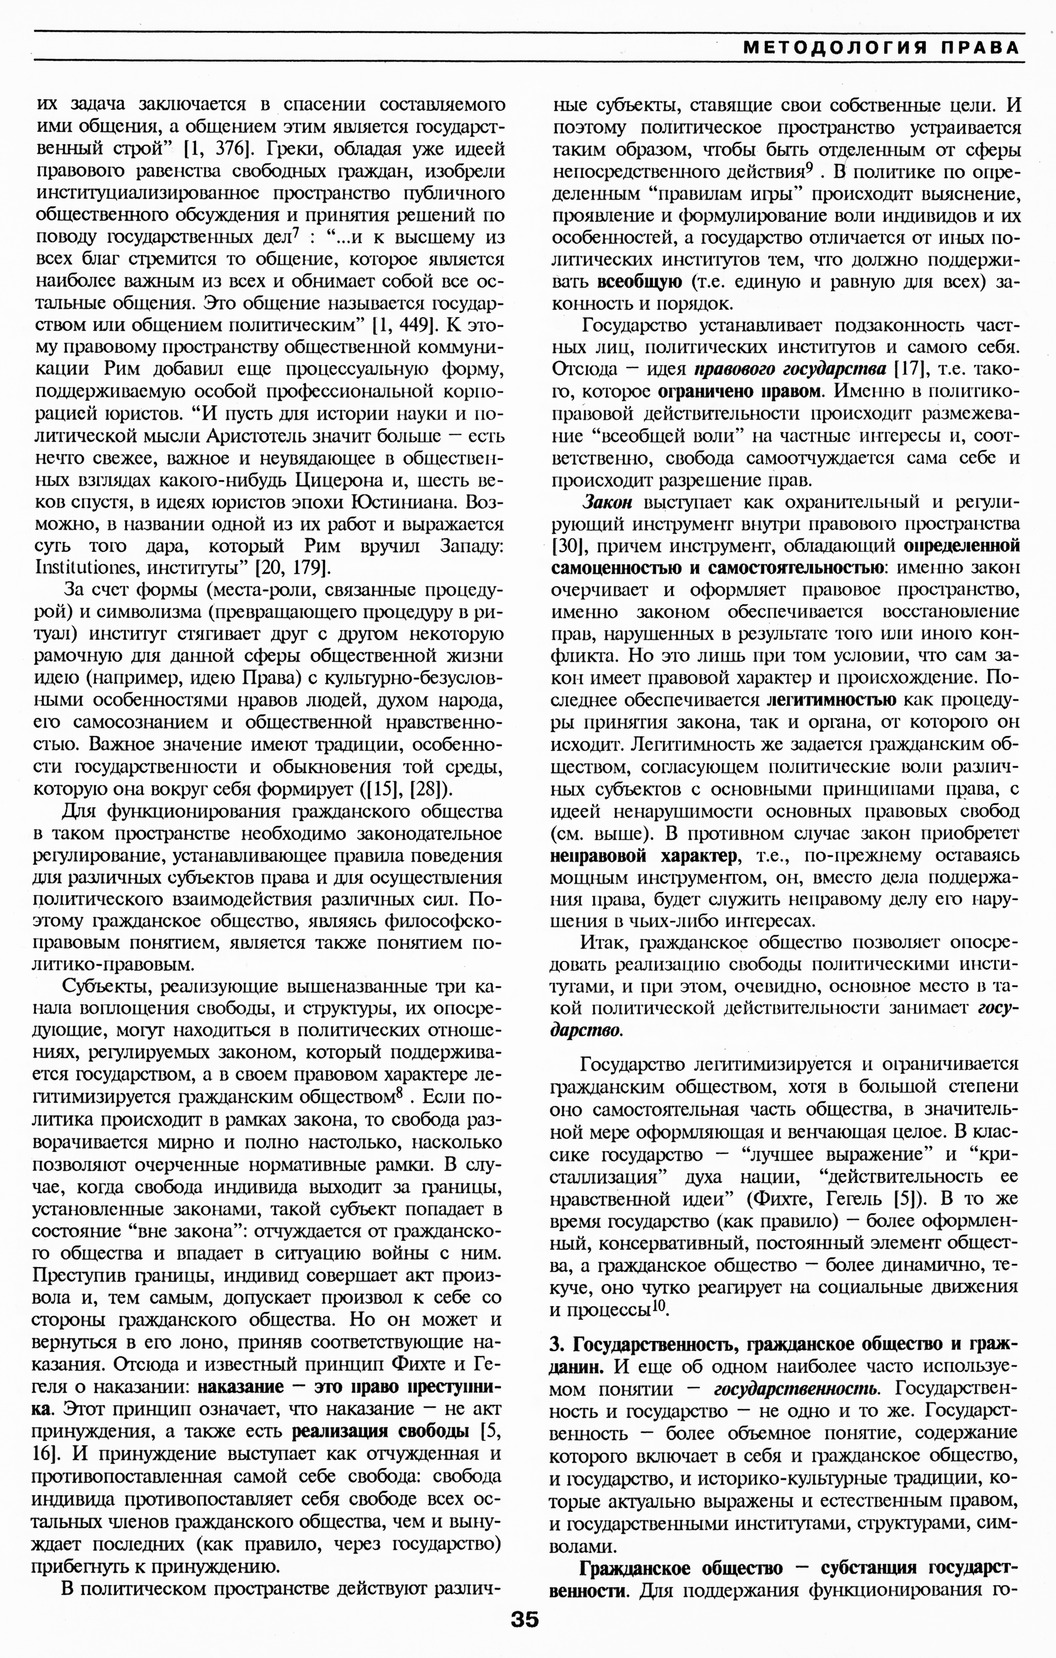 МЕТОДОЛОГИЯ ПРАВА
их задача заключается в спасении составляемого
ими общения, а общением этим является государст-
венный строй” [1, 376]. Греки, обладая уже идеей
правового равенства свободных граждан, изобрели
институциализированное пространство публичного
общественного обсуждения и принятия решений по
поводу государственных дел7 : “...и к высшему из
всех благ стремится то общение, которое является
наиболее важным из всех и обнимает собой все ос-
тальные общения. Это общение называется государ-
ством или общением политическим” [1, 449]. К это-
му правовому пространству общественной коммуни-
кации Рим добавил еще процессуальную форму,
поддерживаемую особой профессиональной корпо-
рацией юристов. “И пусть для истории науки и по-
литической мысли Аристотель значит больше — есть
нечто свежее, важное и неувядающее в обществен-
ных взглядах какого-нибудь Цицерона и, шесть ве-
ков спустя, в идеях юристов эпохи Юстиниана. Воз-
можно, в названии одной из их работ и выражается
суть того дара, который Рим вручил Западу:
Institutiones, институты” [20, 179].
За счет формы (места-роли, связанные процеду-
рой) и символизма (превращающего процедуру в ри-
туал) институт стягивает друг с другом некоторую
рамочную для данной сферы общественной жизни
идею (например, идею Права) с культурно-безуслов-
ными особенностями нравов людей, духом народа,
его самосознанием и общественной нравственно-
стью. Важное значение имеют традиции, особенно-
сти государственности и обыкновения той среды,
которую она вокруг себя формирует ([15], [28]).
Для функционирования гражданского общества
в таком пространстве необходимо законодательное
регулирование, устанавливающее правила поведения
для различных субъектов права и для осуществления
политического взаимодействия различных сил. По-
этому гражданское общество, являясь философско-
правовым понятием, является также понятием по-
литико-правовым.
Субъекты, реализующие вышеназванные три ка-
нала воплощения свободы, и структуры, их опосре-
дующие, могут находиться в политических отноше-
ниях, регулируемых законом, который поддержива-
ется государством, а в своем правовом характере ле-
гитимизируется гражданским обществом8 . Если по-
литика происходит в рамках закона, то свобода раз-
ворачивается мирно и полно настолько, насколько
позволяют очерченные нормативные рамки. В слу-
чае, когда свобода индивида выходит за границы,
установленные законами, такой субъект попадает в
состояние “вне закона”: отчуждается от гражданско-
го общества и впадает в ситуацию войны с ним.
Преступив границы, индивид совершает акт произ-
вола и, тем самым, допускает произвол к себе со
стороны гражданского общества. Но он может и
вернуться в его лоно, приняв соответствующие на-
казания. Отсюда и известный принцип Фихте и Ге-
геля о наказании: наказание — это право преступни-
ка. Этот принцип означает, что наказание — не акт
принуждения, а также есть реализация свободы [5,
16]. И принуждение выступает как отчужденная и
противопоставленная самой себе свобода: свобода
индивида противопоставляет себя свободе всех ос-
тальных членов гражданского общества, чем и выну-
ждает последних (как правило, через государство)
прибегнуть к принуждению.
В политическом пространстве действуют различ-
ные субъекты, ставящие свои собственные цели. И
поэтому политическое пространство устраивается
таким образом, чтобы быть отделенным от сферы
непосредственного действия9 . В политике по опре-
деленным “правилам игры” происходит выяснение,
проявление и формулирование воли индивидов и их
особенностей, а государство отличается от иных по-
литических институтов тем, что должно поддержи-
вать всеобщую (т.е. единую и равную для всех) за-
конность и порядок.
Государство устанавливает подзаконность част-
ных лиц, политических институтов и самого себя.
Отсюда — идея правового государства [17], т.е. тако-
го, которое ограничено правом. Именно в политико-
правовой действительности происходит размежева-
ние “всеобщей воли” на частные интересы и, соот-
ветственно, свобода самоотчуждается сама себе и
происходит разрешение прав.
Закон выступает как охранительный и регули-
рующий инструмент внутри правового пространства
[30], причем инструмент, обладающий определенной
самоценностью и самостоятельностью: именно закон
очерчивает и оформляет правовое пространство,
именно законом обеспечивается восстановление
прав, нарушенных в результате того или иного кон-
фликта. Но это лишь при том условии, что сам за-
кон имеет правовой характер и происхождение. По-
следнее обеспечивается легитимностью как процеду-
ры принятия закона, так и органа, от которого он
исходит. Легитимность же задается гражданским об-
ществом, согласующем политические воли различ-
ных субъектов с основными принципами права, с
идеей ненарушимости основных правовых свобод
(см. выше). В противном случае закон приобретет
неправовой характер, т.е., по-прежнему оставаясь
мощным инструментом, он, вместо дела поддержа-
ния права, будет служить неправому делу его нару-
шения в чьих-либо интересах.
Итак, гражданское общество позволяет опосре-
довать реализацию свободы политическими инсти-
тутами, и при этом, очевидно, основное место в та-
кой политической действительности занимает госу-
дарство.
Государство легитимизируется и ограничивается
гражданским обществом, хотя в большой степени
оно самостоятельная часть общества, в значитель-
ной мере оформляющая и венчающая целое. В клас-
сике государство — “лучшее выражение” и “кри-
сталлизация” духа нации, “действительность ее
нравственной идеи” (Фихте, Гегель [5]). В то же
время государство (как правило) — более оформлен-
ный, консервативный, постоянный элемент общест-
ва, а гражданское общество — более динамично, те-
куче, оно чутко реагирует на социальные движения
и процессы10.
3. Государственность, гражданское общество и граж-
данин. И еще об одном наиболее часто используе-
мом понятии — государственность. Государствен-
ность и государство — не одно и то же. Государст-
венность — более объемное понятие, содержание
которого включает в себя и гражданское общество,
и государство, и историко-культурные традиции, ко-
торые актуально выражены и естественным правом,
и государственными институтами, структурами, сим-
волами.
Гражданское общество — субстанция государст-
венности. Для поддержания функционирования го-
35